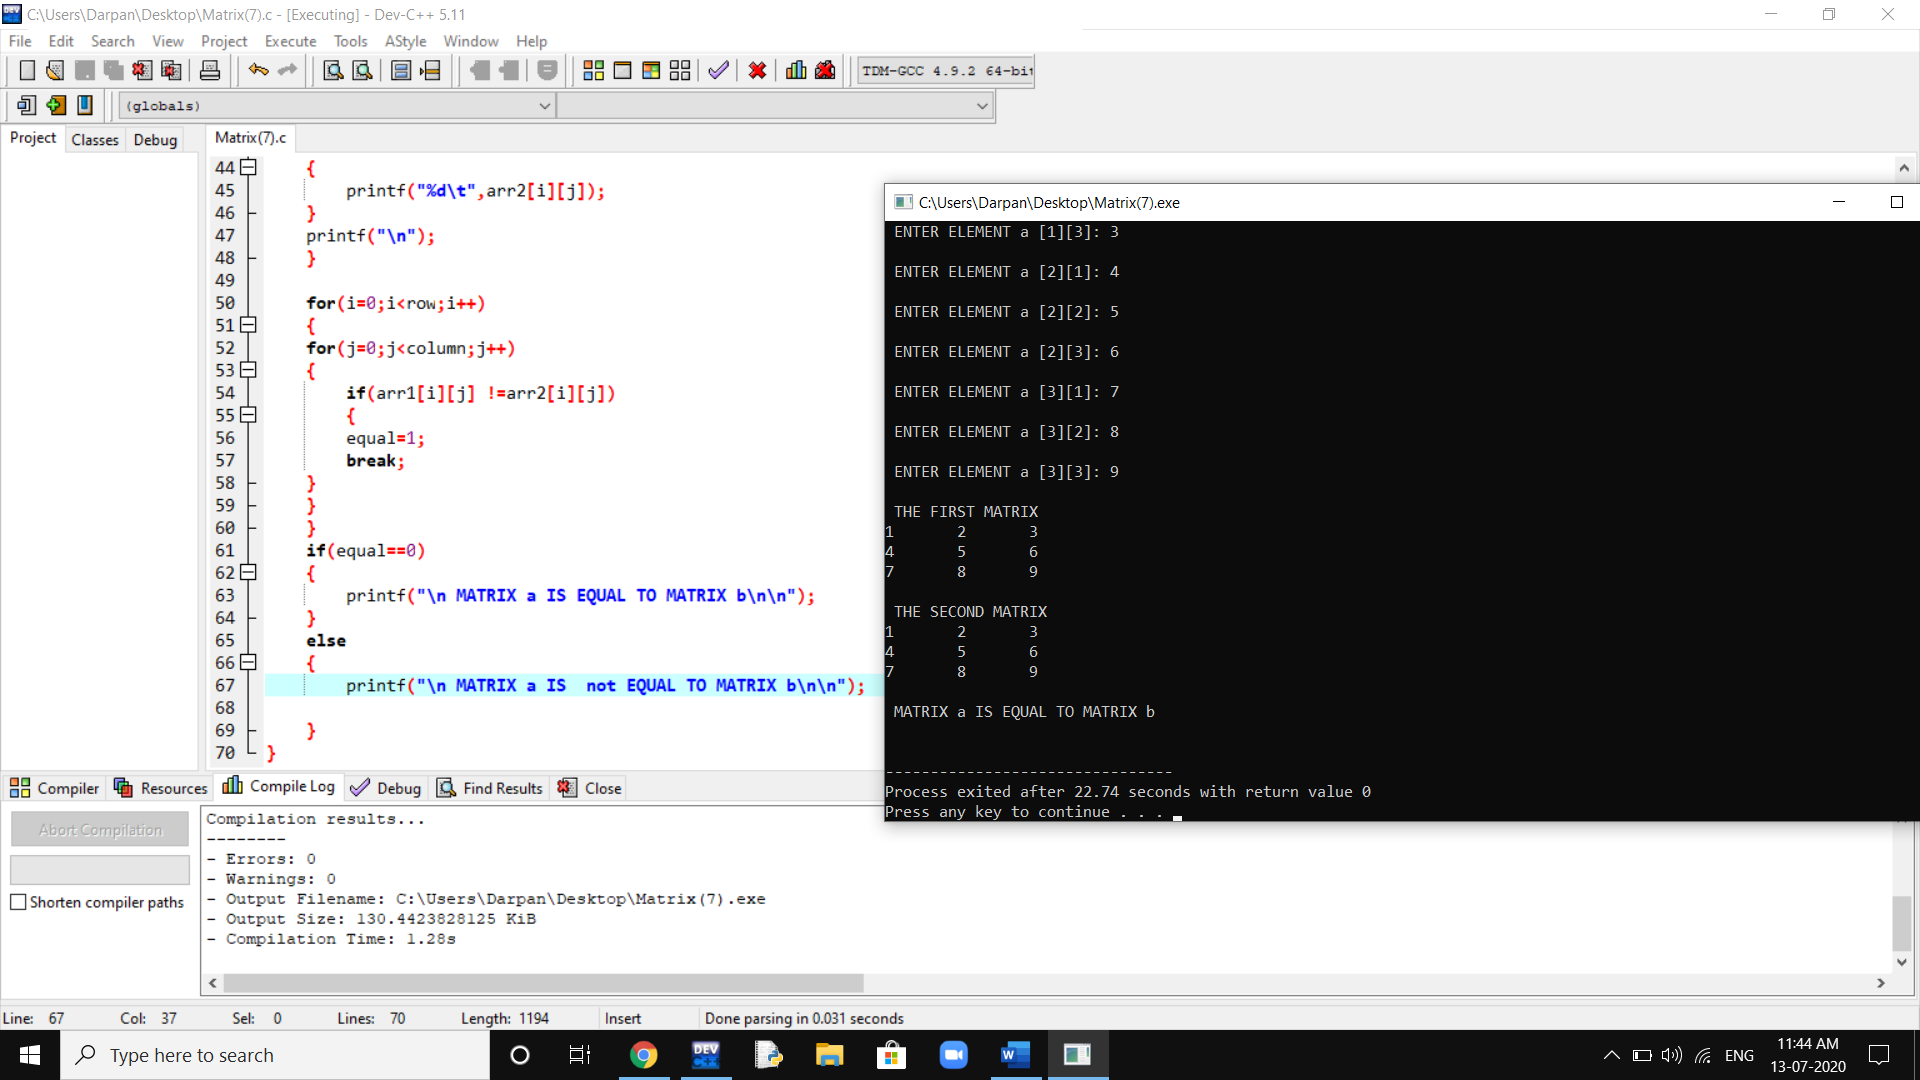 C:\Users\Darpan\Desktop\Matrix(7).c - [Executing] - Dev-C++ 5.11
File Edit Search View Project Execute Tools AStyle Window Help
TDM-GCC 4.9.2 64-bit
(globals)
Project Classes Debug
Matrix(7).c
44 {
45 printf("%d\t",arr2[i][j]);
46 }
47 printf("\n");
48 }
49
50 for(i=0;i<row;i++)
51 {
52 for(j=0;j<column;j++)
53 {
54 if(arr1[i][j] !=arr2[i][j])
55 {
56 equal=1;
57 break;
58 }
59 }
60 }
61 if(equal==0)
62 {
63 printf("\n MATRIX a IS EQUAL TO MATRIX b\n\n");
64 }
65 else
66 {
67 printf("\n MATRIX a IS  not EQUAL TO MATRIX b\n\n");
68
69 }
70 }
C:\Users\Darpan\Desktop\Matrix(7).exe
ENTER ELEMENT a [1][3]: 3
ENTER ELEMENT a [2][1]: 4
ENTER ELEMENT a [2][2]: 5
ENTER ELEMENT a [2][3]: 6
ENTER ELEMENT a [3][1]: 7
ENTER ELEMENT a [3][2]: 8
ENTER ELEMENT a [3][3]: 9
THE FIRST MATRIX
1 2 3
4 5 6
7 8 9
THE SECOND MATRIX
1 2 3
4 5 6
7 8 9
MATRIX a IS EQUAL TO MATRIX b
--------------------------------
Process exited after 22.74 seconds with return value 0
Press any key to continue . . .
Compiler Resources Compile Log Debug Find Results Close
Abort Compilation
Shorten compiler paths
Compilation results...
--------
- Errors: 0
- Warnings: 0
- Output Filename: C:\Users\Darpan\Desktop\Matrix(7).exe
- Output Size: 130.4423828125 KiB
- Compilation Time: 1.28s
Line: 67 Col: 37 Sel: 0 Lines: 70 Length: 1194 Insert Done parsing in 0.031 seconds
Type here to search
DEV C++
ENG
11:44 AM
13-07-2020